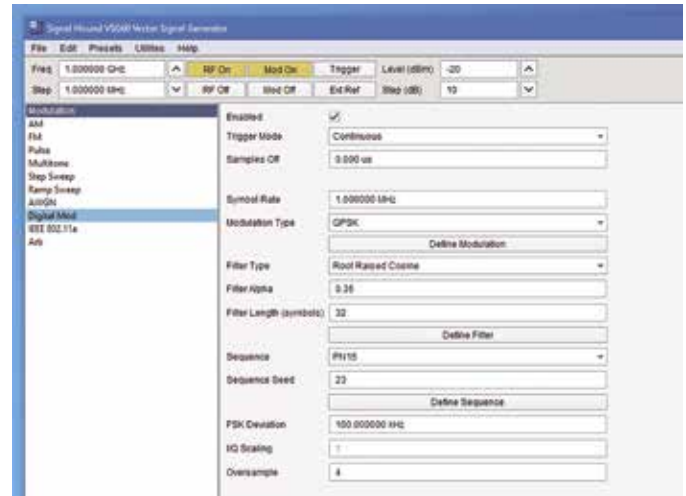 Signal Hound VSG60 Vector Signal Generator
File Edit Presets Utilities Help
Freq 1.000000 GHz RF On Mod On Trigger Level (dBm) -20
Step 1.000000 MHz RF Off Mod Off Ext Ref Step (dB) 10
Modulation
AM
FM
Pulse
Multitone
Step Sweep
Ramp Sweep
AWGN
Digital Mod
IEEE 802.11a
Arb
Enabled
Trigger Mode Continuous
Samples Off 0.000 us
Symbol Rate 1.000000 MHz
Modulation Type QPSK
Define Modulation
Filter Type Root Raised Cosine
Filter Alpha 0.35
Filter Length (symbols) 32
Define Filter
Sequence
Sequence Seed 23
Define Sequence
FSK Deviation 100.000000 kHz
I/Q Scaling 1
Oversample 4